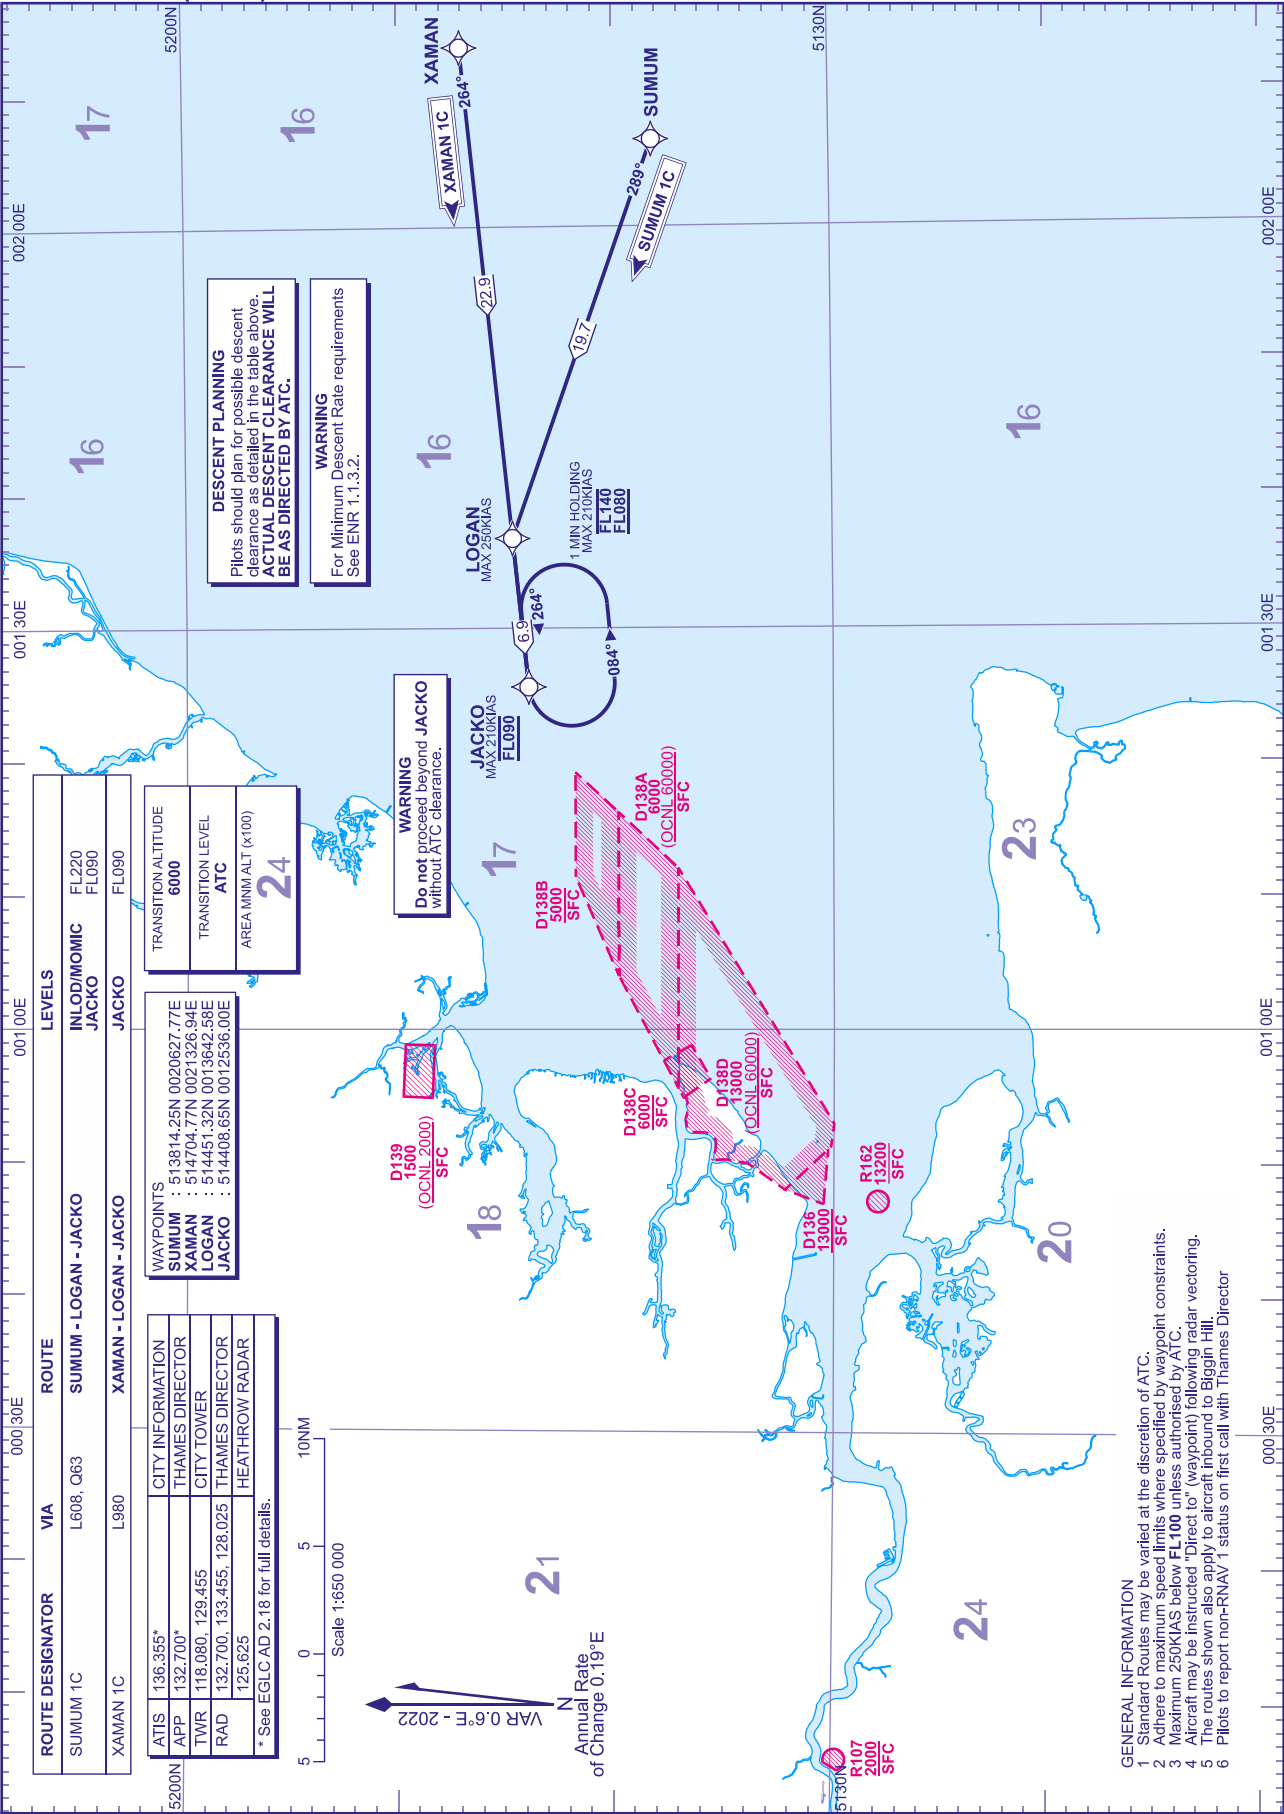 ROUTE DESIGNATOR VIA ROUTE LEVELS
SUMUM 1C L608, Q63 SUMUM - LOGAN - JACKO INLOD/MOMIC FL220
JACKO FL090
XAMAN 1C L980 XAMAN - LOGAN - JACKO JACKO FL090
ATIS 136.355* CITY INFORMATION
APP 132.700* THAMES DIRECTOR
TWR 118.080, 129.455 CITY TOWER
RAD 132.700, 133.455, 128.025 THAMES DIRECTOR
125.625 HEATHROW RADAR
* See EGLC AD 2.18 for full details.
WAYPOINTS
SUMUM : 513814.25N 0020627.77E
XAMAN : 514704.77N 0021326.94E
LOGAN : 514451.32N 0013642.58E
JACKO : 514408.65N 0012536.00E
TRANSITION ALTITUDE
6000
TRANSITION LEVEL
ATC
AREA MNM ALT (x100)
24
DESCENT PLANNING
Pilots should plan for possible descent
clearance as detailed in the table above.
ACTUAL DESCENT CLEARANCE WILL
BE AS DIRECTED BY ATC.
WARNING
For Minimum Descent Rate requirements
See ENR 1.1.3.2.
WARNING
Do not proceed beyond JACKO
without ATC clearance.
5 0 5 10NM
Scale 1:650 000
VAR 0.6°E - 2022
N
Annual Rate
of Change 0.19°E
000 30E
001 00E
001 30E
002 00E
5200N
5200N
5130N
5130N
000 30E
001 00E
001 30E
002 00E
17
16
16
16
16
17
18
21
24
20
23
XAMAN
264°
XAMAN 1C
22.9
SUMUM
289°
SUMUM 1C
19.7
LOGAN
MAX 250KIAS
6.9
264°
084°
1 MIN HOLDING
MAX 210KIAS
FL140
FL080
JACKO
MAX 210KIAS
FL090
D139
1500
(OCNL 2000)
SFC
D138B
5000
SFC
D138A
6000
(OCNL 60000)
SFC
D138C
6000
SFC
D138D
13000
(OCNL 60000)
SFC
D136
13000
SFC
R162
13200
SFC
R107
2000
SFC
GENERAL INFORMATION
1 Standard Routes may be varied at the discretion of ATC.
2 Adhere to maximum speed limits where specified by waypoint constraints.
3 Maximum 250KIAS below FL100 unless authorised by ATC.
4 Aircraft may be instructed "Direct to" (waypoint) following radar vectoring.
5 The routes shown also apply to aircraft inbound to Biggin Hill.
6 Pilots to report non-RNAV 1 status on first call with Thames Director